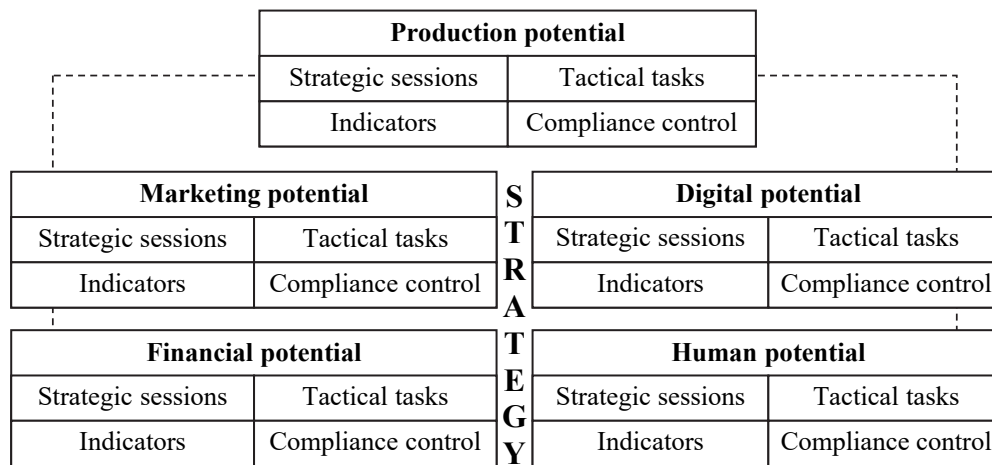 Production potential
Strategic sessions Tactical tasks
Indicators Compliance control
Marketing potential
Strategic sessions Tactical tasks
Indicators Compliance control
STRATEGY
Digital potential
Strategic sessions Tactical tasks
Indicators Compliance control
Financial potential
Strategic sessions Tactical tasks
Indicators Compliance control
Human potential
Strategic sessions Tactical tasks
Indicators Compliance control